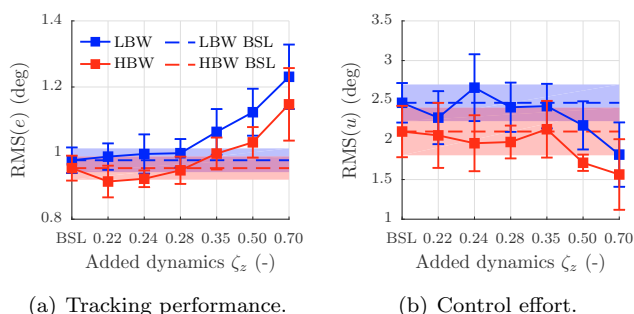 LBW
HBW
LBW BSL
HBW BSL
RMS(e) (deg)
1.4
1.2
1
0.8
BSL 0.22 0.24 0.28 0.35 0.50 0.70
Added dynamics ζz (-)
(a) Tracking performance.
RMS(u) (deg)
3.5
3
2.5
2
1.5
1
BSL 0.22 0.24 0.28 0.35 0.50 0.70
Added dynamics ζz (-)
(b) Control effort.